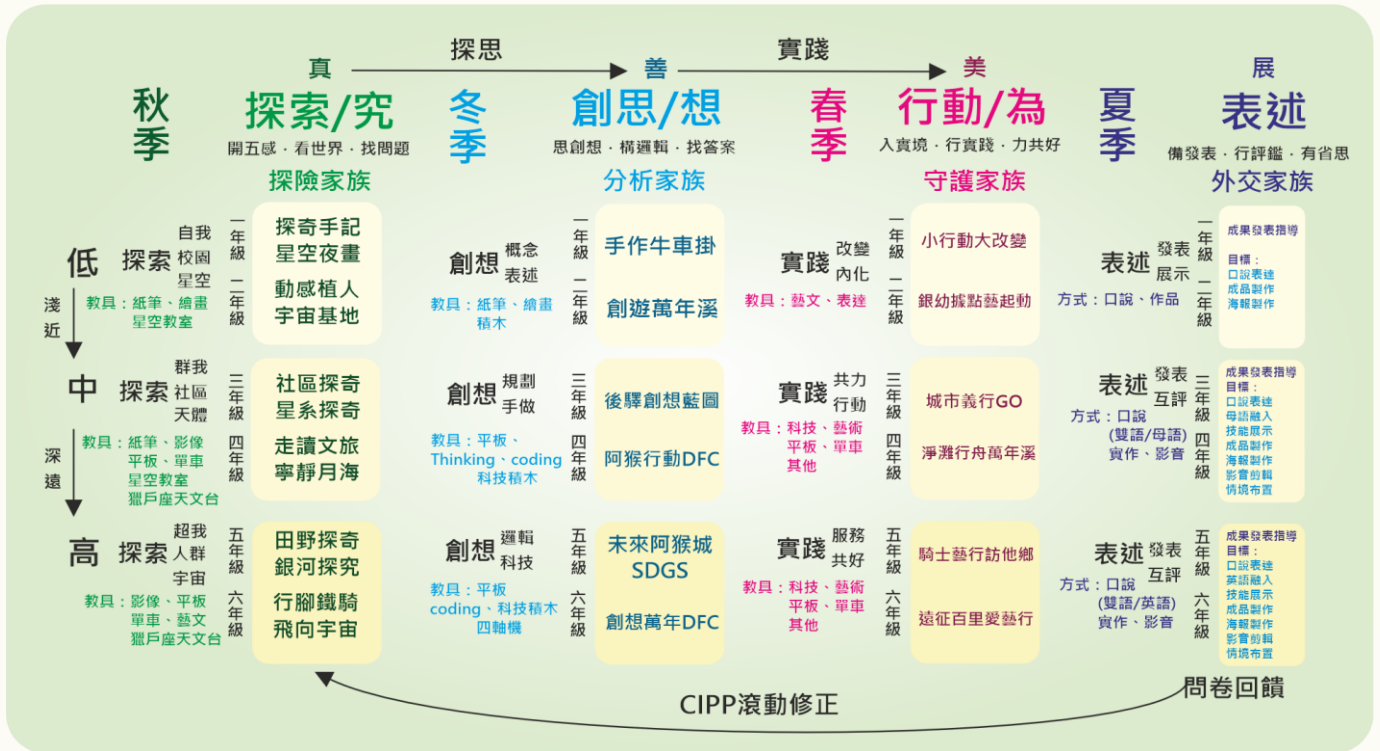 探思
實踐
真
善
美
展
秋季
探索/究
開五感．看世界．找問題
探險家族
冬季
創思/想
思創想．構邏輯．找答案
分析家族
春季
行動/為
入實境．行實踐．力共好
守護家族
夏季
表述
備發表．行評鑑．有省思
外交家族
低
淺近
探索
自我
校園
星空
教具：紙筆、繪畫
星空教室
一年級
探奇手記
星空夜畫
二年級
動感植人
宇宙基地
創想
概念
表述
教具：紙筆、繪畫
積木
一年級
手作牛車掛
二年級
創遊萬年溪
實踐
改變
內化
教具：藝文、表達
一年級
小行動大改變
二年級
銀幼據點藝起動
表述
發表
展示
方式：口說、作品
一年級
二年級
成果發表指導
目標：
口說表達
成品製作
海報製作
中
深遠
探索
群我
社區
天體
教具：紙筆、影像
平板、單車
星空教室
獵戶座天文台
三年級
社區探奇
星系探奇
四年級
走讀文旅
寧靜月海
創想
規劃
手做
教具：平板、
Thinking、coding
科技積木
三年級
後驛創想藍圖
四年級
阿猴行動DFC
實踐
共力
行動
教具：科技、藝術
平板、單車
其他
三年級
城市義行GO
四年級
淨灘行舟萬年溪
表述
發表
互評
方式：口說
(雙語/母語)
實作、影音
三年級
四年級
成果發表指導
目標：
口說表達
母語融入
技能展示
成品製作
海報製作
影音剪輯
情境布置
高
探索
超我
人群
宇宙
教具：影像、平板
單車、藝文
獵戶座天文台
五年級
田野探奇
銀河探究
六年級
行腳鐵騎
飛向宇宙
創想
邏輯
科技
教具：平板
coding、科技積木
四軸機
五年級
未來阿猴城
SDGS
六年級
創想萬年DFC
實踐
服務
共好
教具：科技、藝術
平板、單車
其他
五年級
騎士藝行訪他鄉
六年級
遠征百里愛藝行
表述
發表
互評
方式：口說
(雙語/英語)
實作、影音
五年級
六年級
成果發表指導
目標：
口說表達
英語融入
技能展示
成品製作
海報製作
影音剪輯
情境布置
問卷回饋
CIPP滾動修正